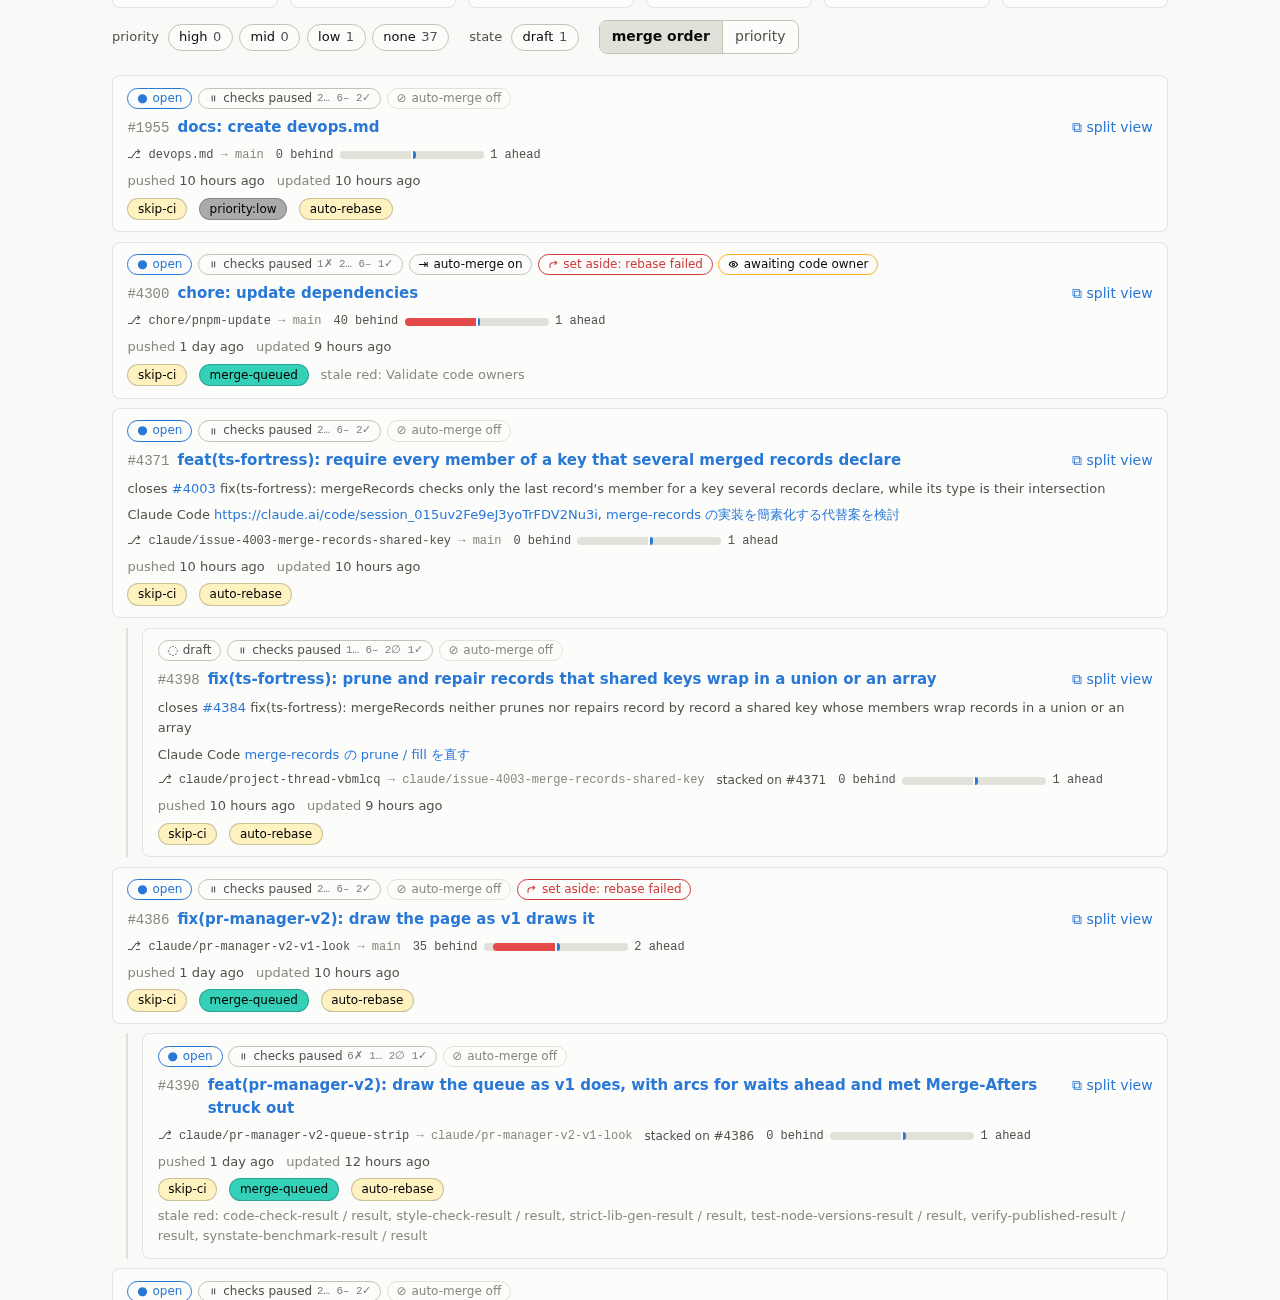 priority high 0 mid 0 low 1 none 37 state draft 1 merge order priority
● open ⏸ checks paused 2… 6– 2✓ ⊘ auto-merge off
#1955 docs: create devops.md ⧉ split view
⎇ devops.md → main 0 behind 1 ahead
pushed 10 hours ago updated 10 hours ago
skip-ci priority:low auto-rebase
● open ⏸ checks paused 1✗ 2… 6– 1✓ ⇥ auto-merge on set aside: rebase failed awaiting code owner
#4300 chore: update dependencies ⧉ split view
⎇ chore/pnpm-update → main 40 behind 1 ahead
pushed 1 day ago updated 9 hours ago
skip-ci merge-queued stale red: Validate code owners
● open ⏸ checks paused 2… 6– 2✓ ⊘ auto-merge off
#4371 feat(ts-fortress): require every member of a key that several merged records declare ⧉ split view
closes #4003 fix(ts-fortress): mergeRecords checks only the last record's member for a key several records declare, while its type is their intersection
Claude Code https://claude.ai/code/session_015uv2Fe9eJ3yoTrFDV2Nu3i, merge-records の実装を簡素化する代替案を検討
⎇ claude/issue-4003-merge-records-shared-key → main 0 behind 1 ahead
pushed 10 hours ago updated 10 hours ago
skip-ci auto-rebase
draft ⏸ checks paused 1… 6– 2∅ 1✓ ⊘ auto-merge off
#4398 fix(ts-fortress): prune and repair records that shared keys wrap in a union or an array ⧉ split view
closes #4384 fix(ts-fortress): mergeRecords neither prunes nor repairs record by record a shared key whose members wrap records in a union or an
array
Claude Code merge-records の prune / fill を直す
⎇ claude/project-thread-vbmlcq → claude/issue-4003-merge-records-shared-key stacked on #4371 0 behind 1 ahead
pushed 10 hours ago updated 9 hours ago
skip-ci auto-rebase
● open ⏸ checks paused 2… 6– 2✓ ⊘ auto-merge off set aside: rebase failed
#4386 fix(pr-manager-v2): draw the page as v1 draws it ⧉ split view
⎇ claude/pr-manager-v2-v1-look → main 35 behind 2 ahead
pushed 1 day ago updated 10 hours ago
skip-ci merge-queued auto-rebase
● open ⏸ checks paused 6✗ 1… 2∅ 1✓ ⊘ auto-merge off
#4390 feat(pr-manager-v2): draw the queue as v1 does, with arcs for waits ahead and met Merge-Afters ⧉ split view
struck out
⎇ claude/pr-manager-v2-queue-strip → claude/pr-manager-v2-v1-look stacked on #4386 0 behind 1 ahead
pushed 1 day ago updated 12 hours ago
skip-ci merge-queued auto-rebase
stale red: code-check-result / result, style-check-result / result, strict-lib-gen-result / result, test-node-versions-result / result, verify-published-result /
result, synstate-benchmark-result / result
● open ⏸ checks paused 2… 6– 2✓ ⊘ auto-merge off